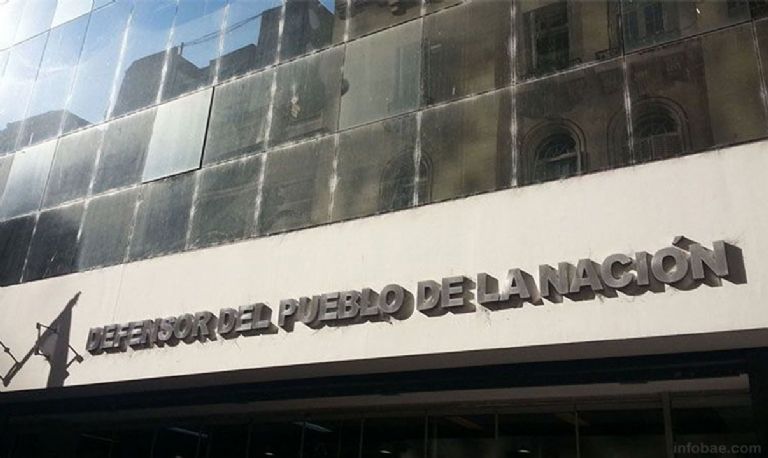 DEFENSOR DEL PUEBLO DE LA NACIÓN
infobae.com